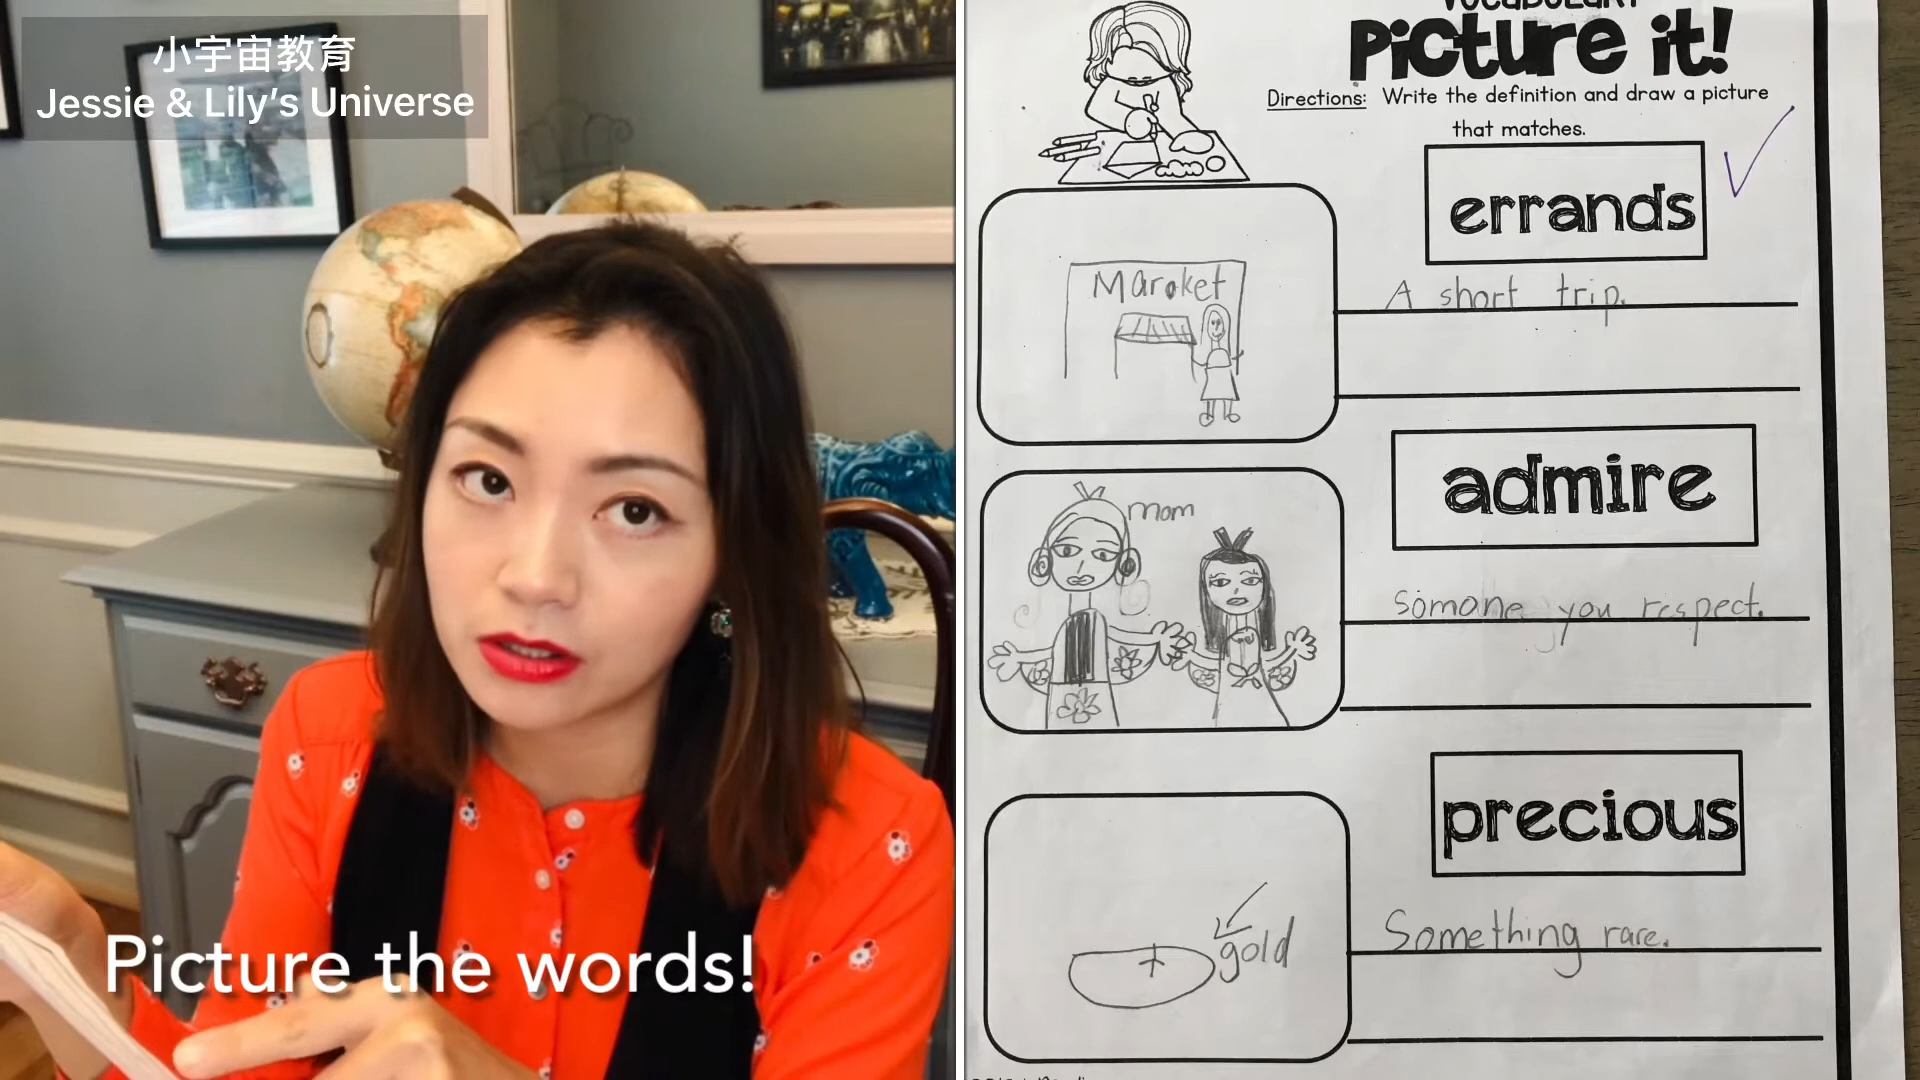 小宇宙教育
Jessie & Lily's Universe
Picture the words!
VOCABULARY
Picture it!
Directions: Write the definition and draw a picture
that matches.
errands
Maroket
A short trip.
admire
mom
somone you respect.
precious
Something rare.
gold